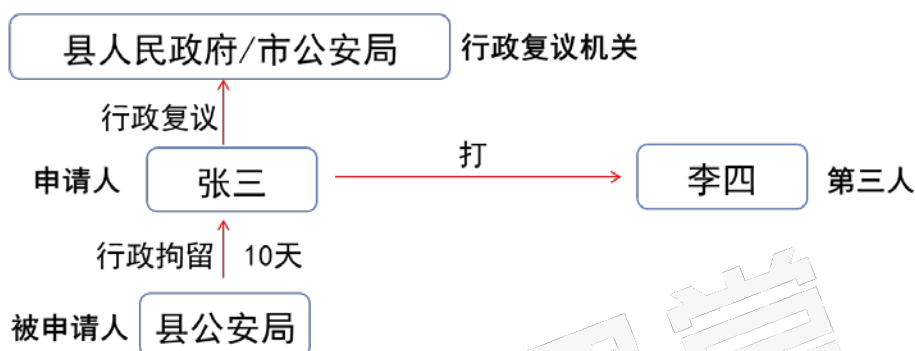 县人民政府/市公安局 行政复议机关
行政复议
打
申请人 张三 李四 第三人
行政拘留 10天
被申请人 县公安局